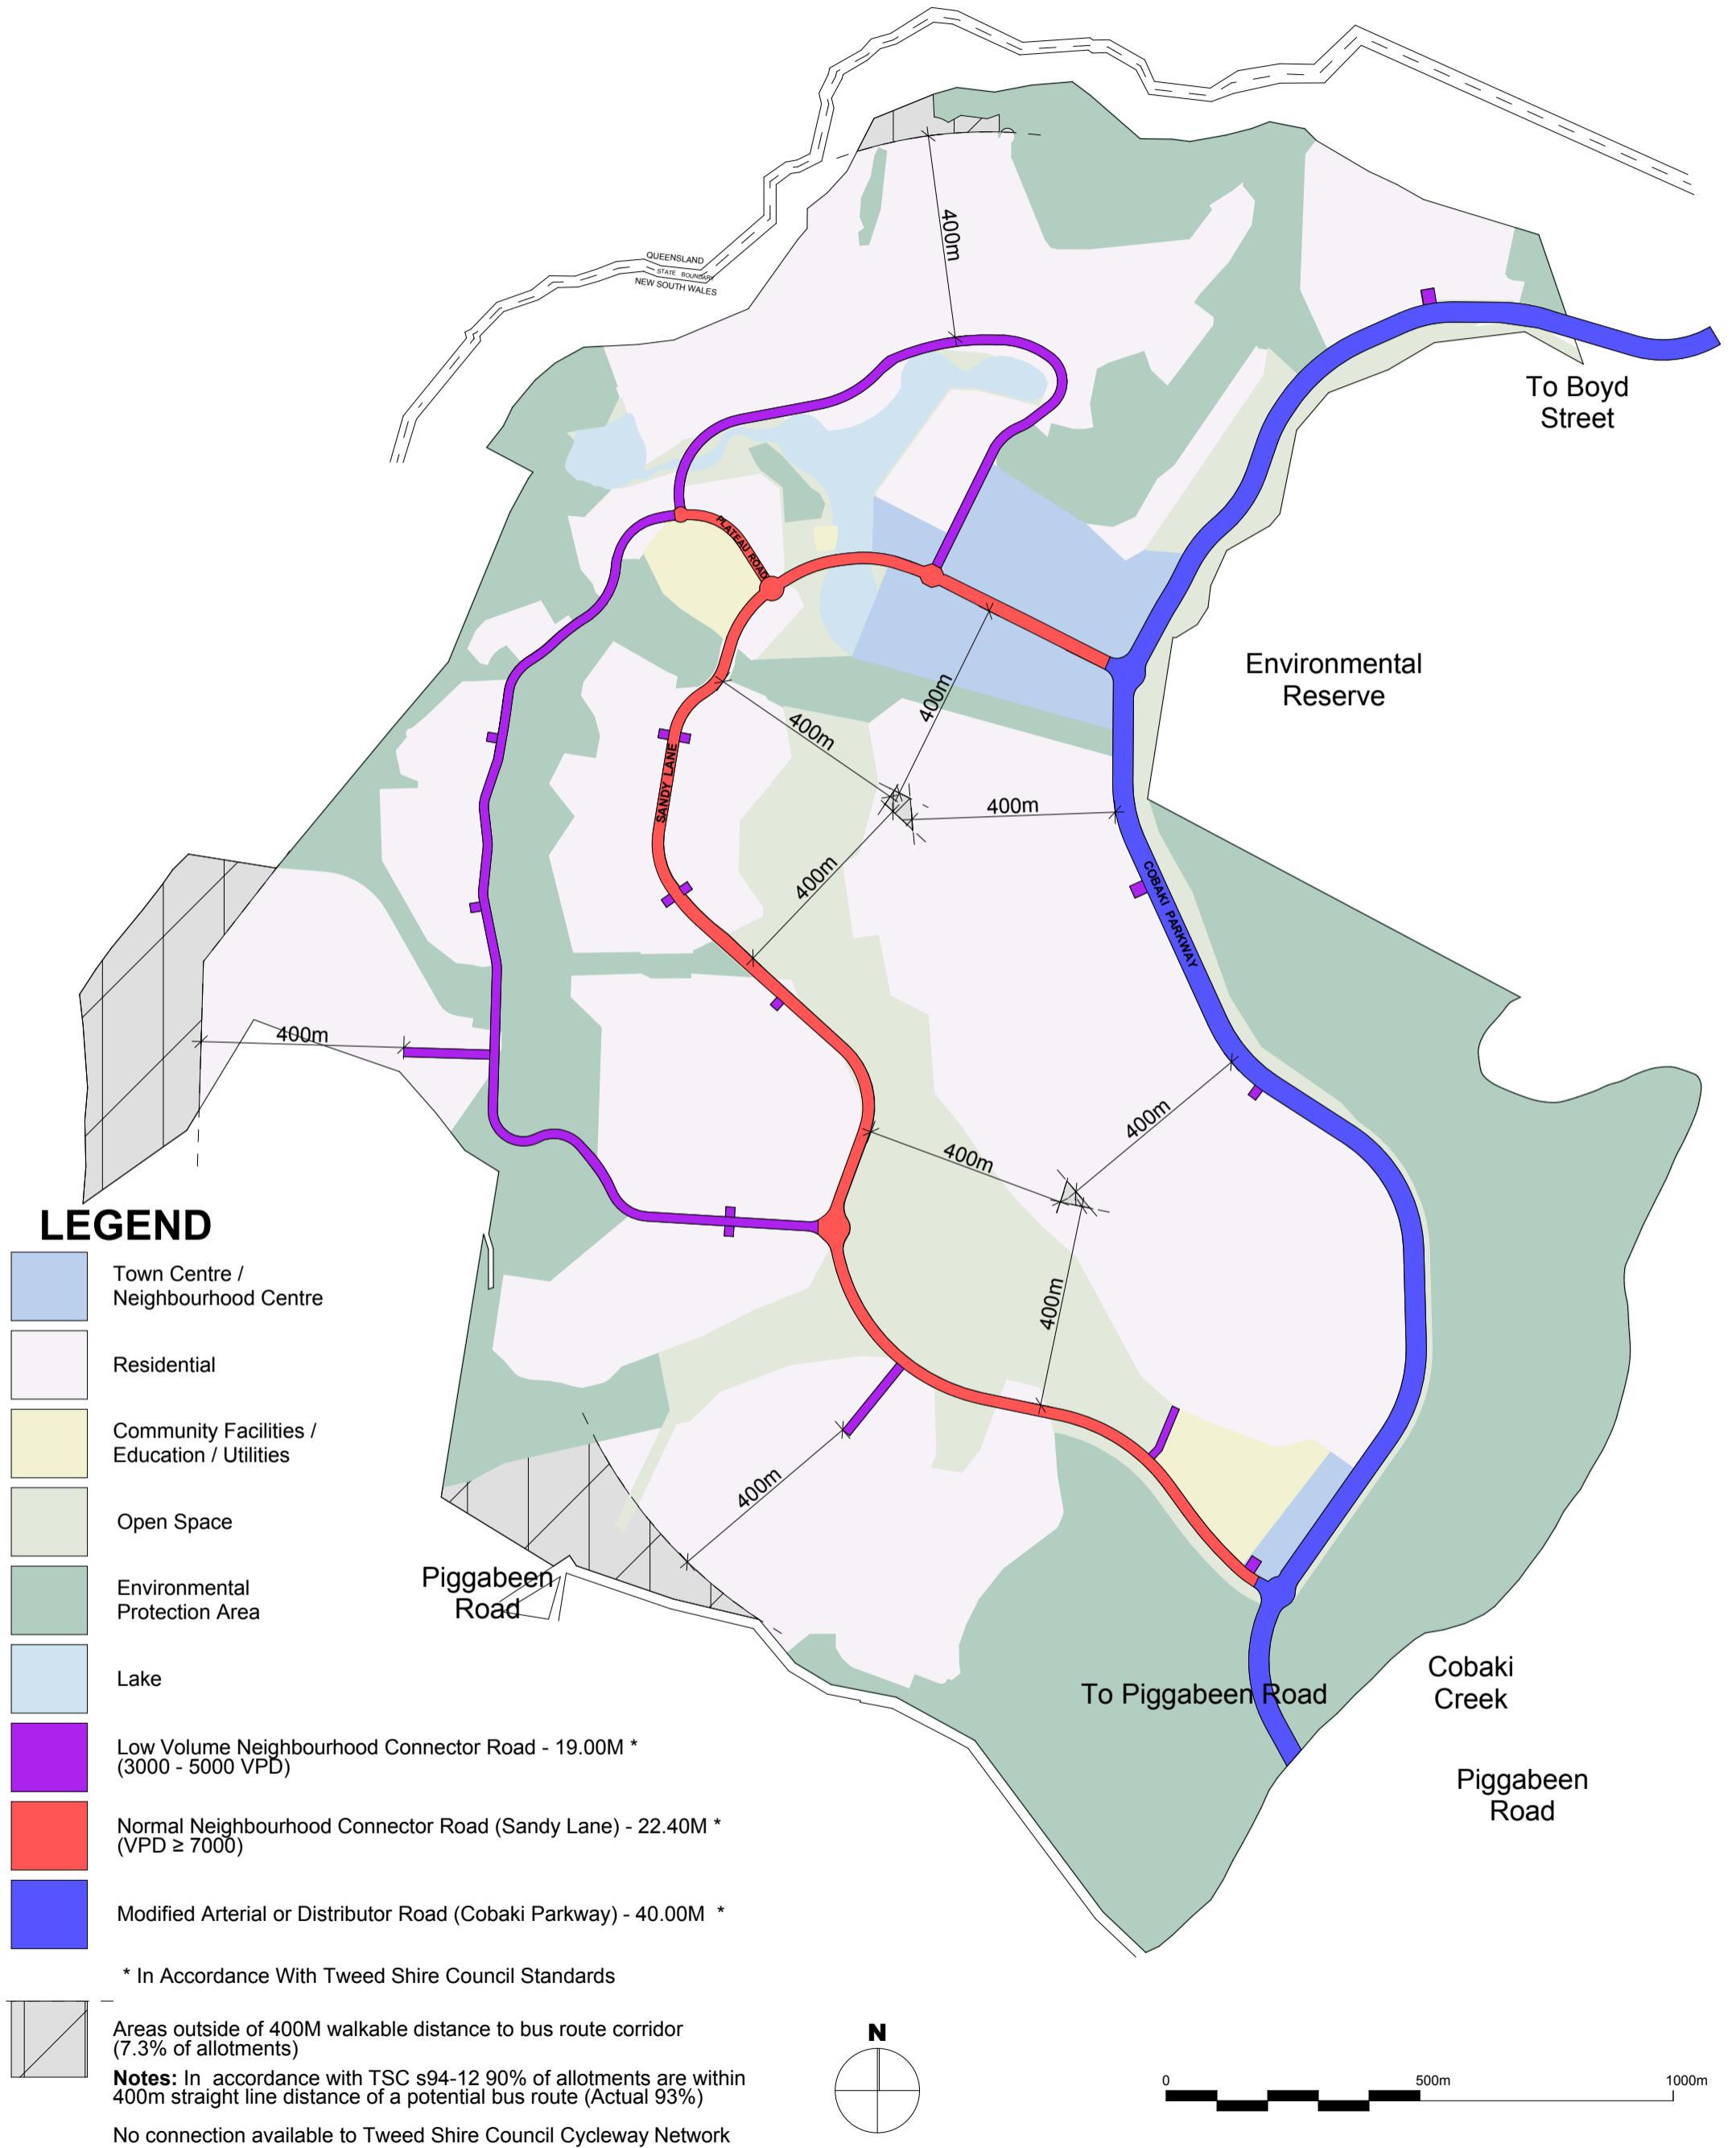 QUEENSLAND
STATE BOUNDARY
NEW SOUTH WALES
400m
To Boyd
Street
PLATEAU ROAD
Environmental
Reserve
400m
400m
SANDY LANE
400m
400m
COBAKI PARKWAY
400m
400m
400m
400m
400m
Piggabeen
Road
To Piggabeen Road
Cobaki
Creek
Piggabeen
Road
LEGEND
Town Centre /
Neighbourhood Centre
Residential
Community Facilities /
Education / Utilities
Open Space
Environmental
Protection Area
Lake
Low Volume Neighbourhood Connector Road - 19.00M *
(3000 - 5000 VPD)
Normal Neighbourhood Connector Road (Sandy Lane) - 22.40M *
(VPD ≥ 7000)
Modified Arterial or Distributor Road (Cobaki Parkway) - 40.00M *
* In Accordance With Tweed Shire Council Standards
Areas outside of 400M walkable distance to bus route corridor
(7.3% of allotments)
Notes: In accordance with TSC s94-12 90% of allotments are within
400m straight line distance of a potential bus route (Actual 93%)
No connection available to Tweed Shire Council Cycleway Network
N
0 500m 1000m